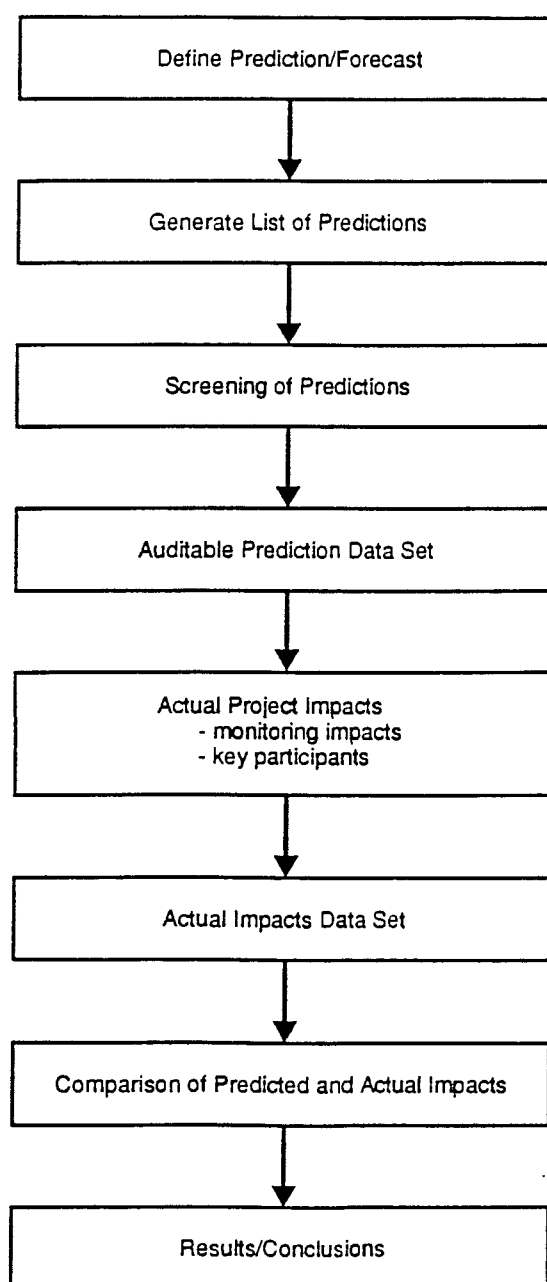 Define Prediction/Forecast
Generate List of Predictions
Screening of Predictions
Auditable Prediction Data Set
Actual Project Impacts
- monitoring impacts
- key participants
Actual Impacts Data Set
Comparison of Predicted and Actual Impacts
Results/Conclusions